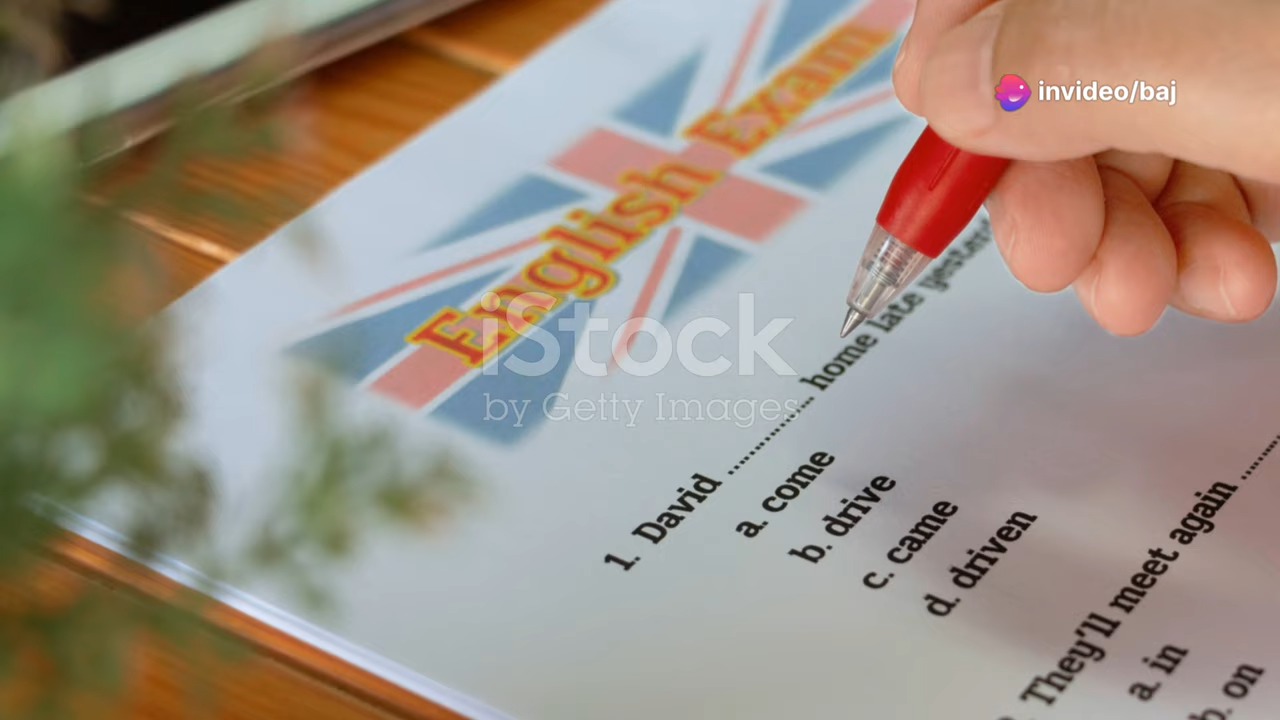 invideo/baj
English Exam
iStock
by Getty Images
1. David ............... home late
a. come
b. drive
c. came
d. driven
They'll meet again ......
a. in
b. on